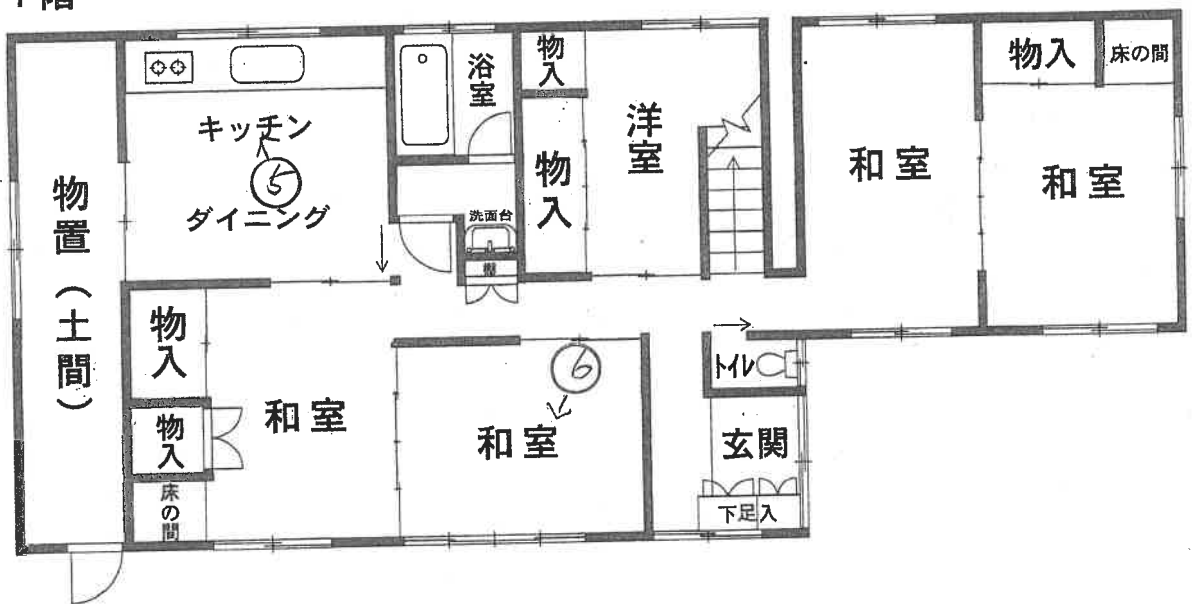 1階
物入
床の間
浴室
物入
洋室
キッチン
⑤
ダイニング
物置（土間）
物入
和室
和室
洗面台
棚
物入
物入
和室
⑥
和室
トイレ
玄関
下足入
床の間